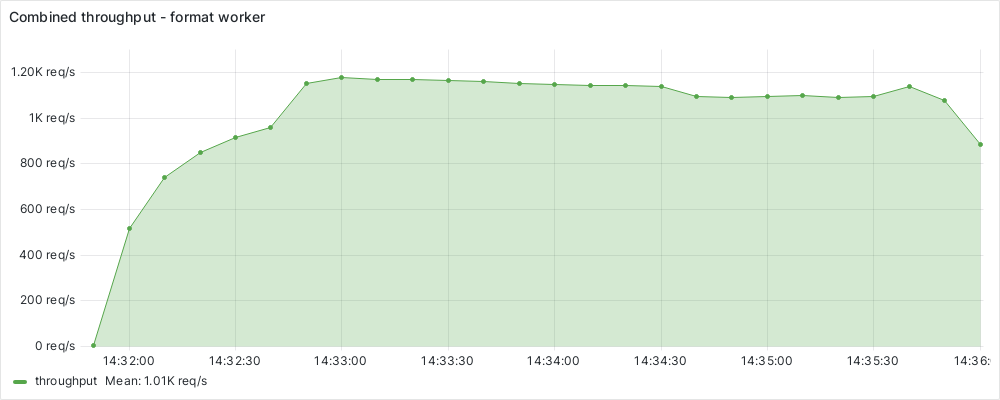 Combined throughput - format worker
1.20K req/s
1K req/s
800 req/s
600 req/s
400 req/s
200 req/s
0 req/s
14:32:00 14:32:30 14:33:00 14:33:30 14:34:00 14:34:30 14:35:00 14:35:30 14:36:
throughput Mean: 1.01K req/s